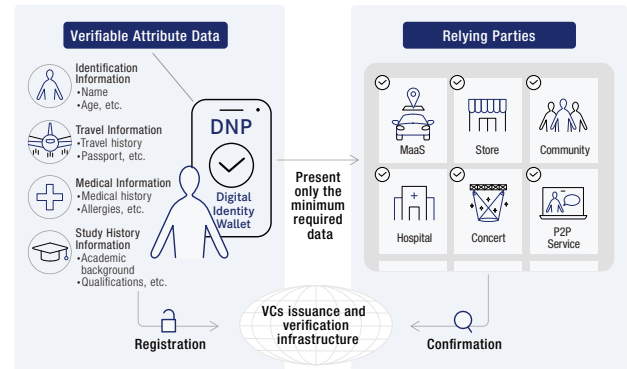 Verifiable Attribute Data
Identification
Information
•Name
•Age, etc.
Travel Information
•Travel history
•Passport, etc.
Medical Information
•Medical history
•Allergies, etc.
Study History
Information
•Academic
background
•Qualifications, etc.
DNP
Digital
Identity
Wallet
Present
only the
minimum
required
data
Relying Parties
MaaS
Store
Community
Hospital
Concert
P2P
Service
Registration
VCs issuance and
verification
infrastructure
Confirmation